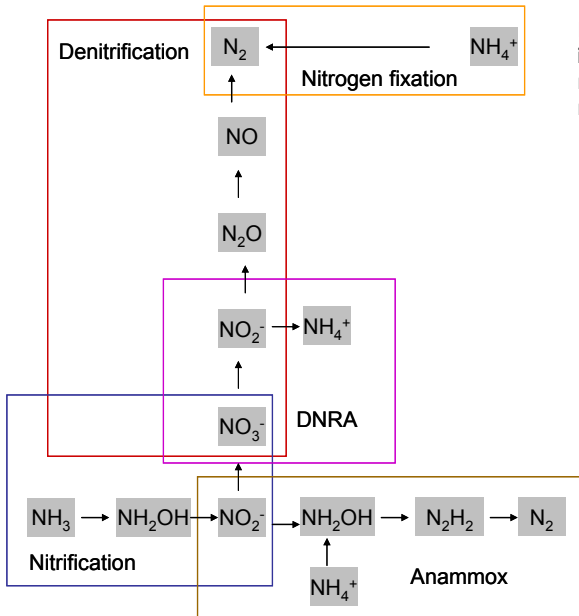 Denitrification
N₂
NH₄⁺
Nitrogen fixation
NO
N₂O
NO₂⁻
NH₄⁺
NO₃⁻
DNRA
NH₃
NH₂OH
NO₂⁻
NH₂OH
N₂H₂
N₂
Nitrification
NH₄⁺
Anammox